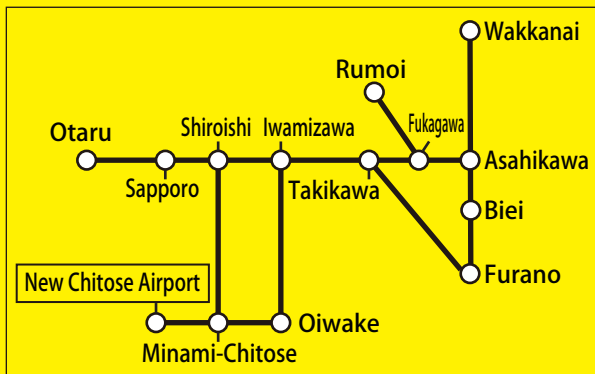 Wakkanai
Rumoi
Otaru
Shiroishi
Iwamizawa
Fukagawa
Sapporo
Takikawa
Asahikawa
Biei
New Chitose Airport
Furano
Oiwake
Minami-Chitose